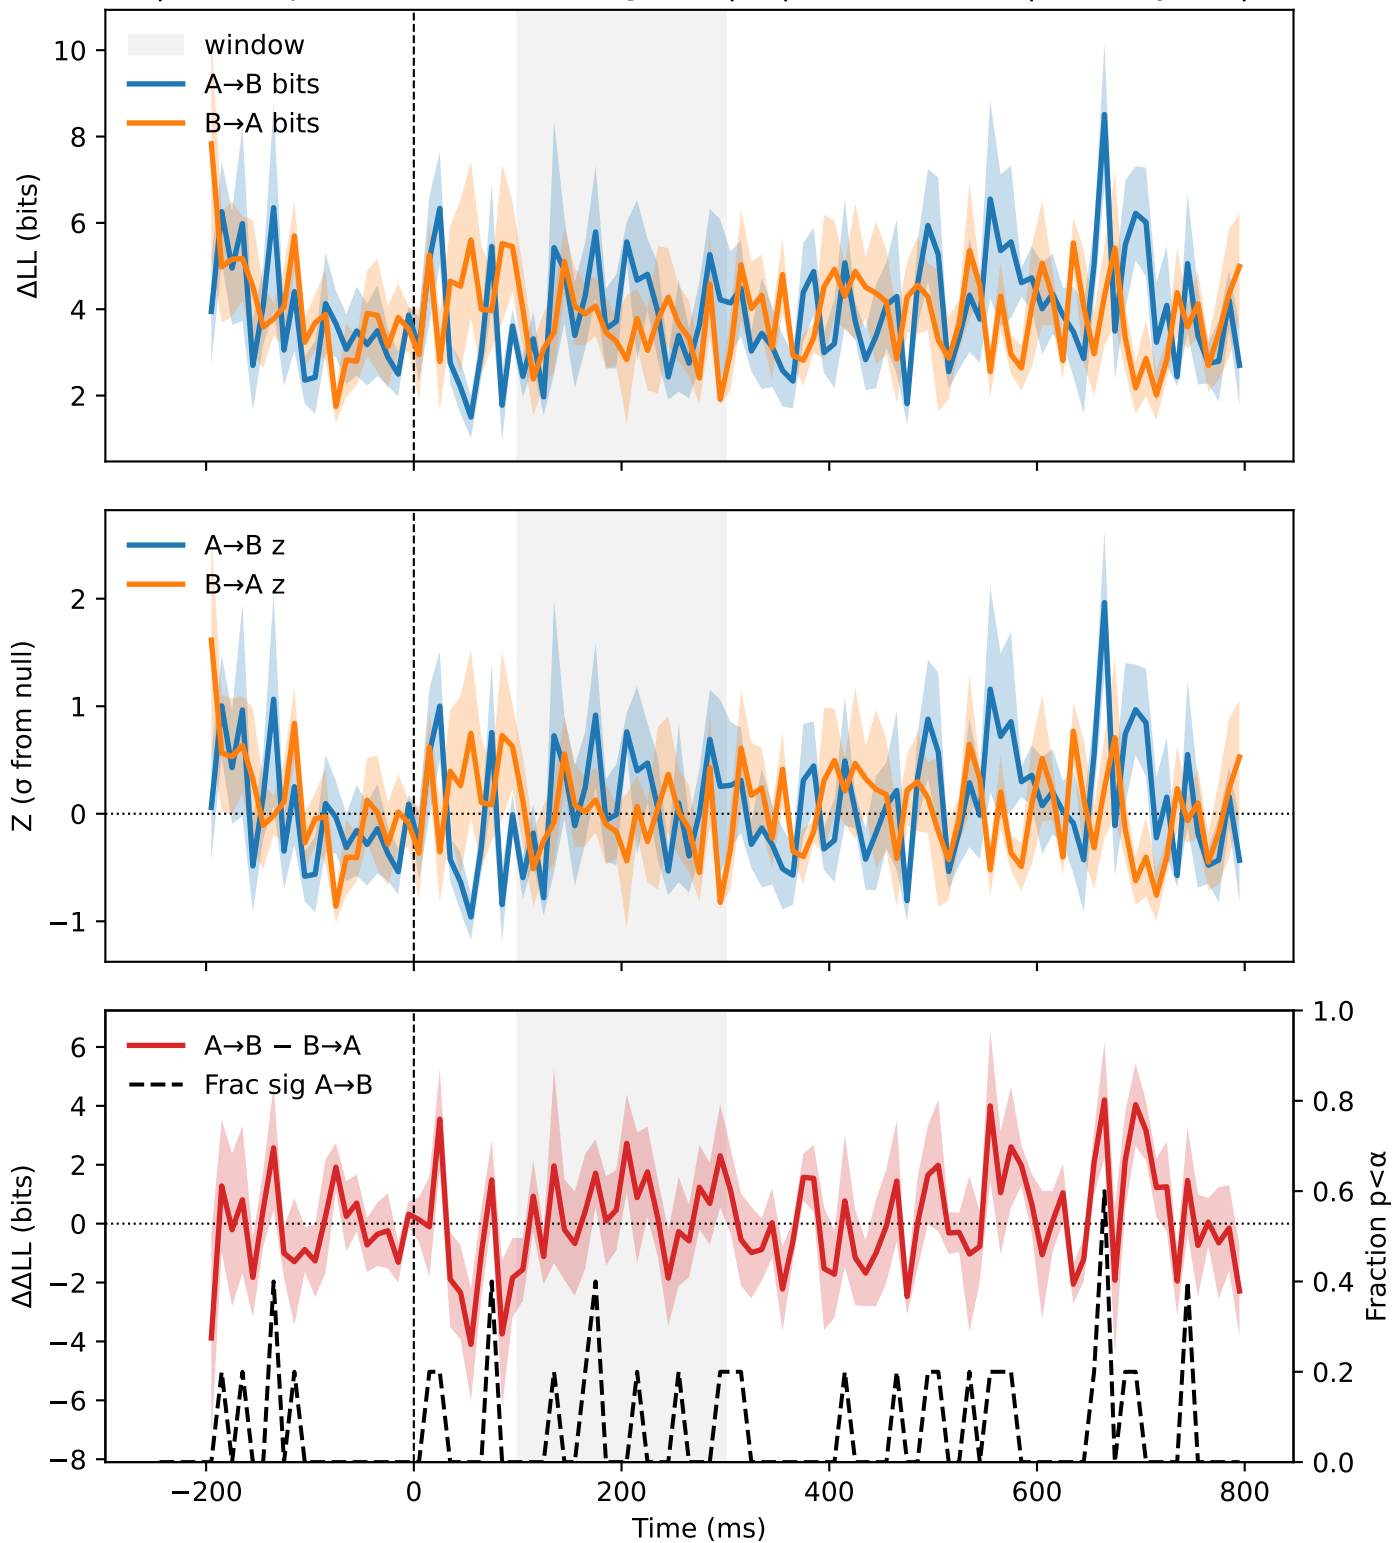 window
A→B bits
B→A bits
ΔLL (bits)
10
8
6
4
2
A→B z
B→A z
Z (σ from null)
2
1
0
−1
A→B − B→A
Frac sig A→B
ΔΔLL (bits)
6
4
2
0
−2
−4
−6
−8
1.0
0.8
0.6
0.4
0.2
0.0
Fraction p<α
−200
0
200
400
600
800
Time (ms)